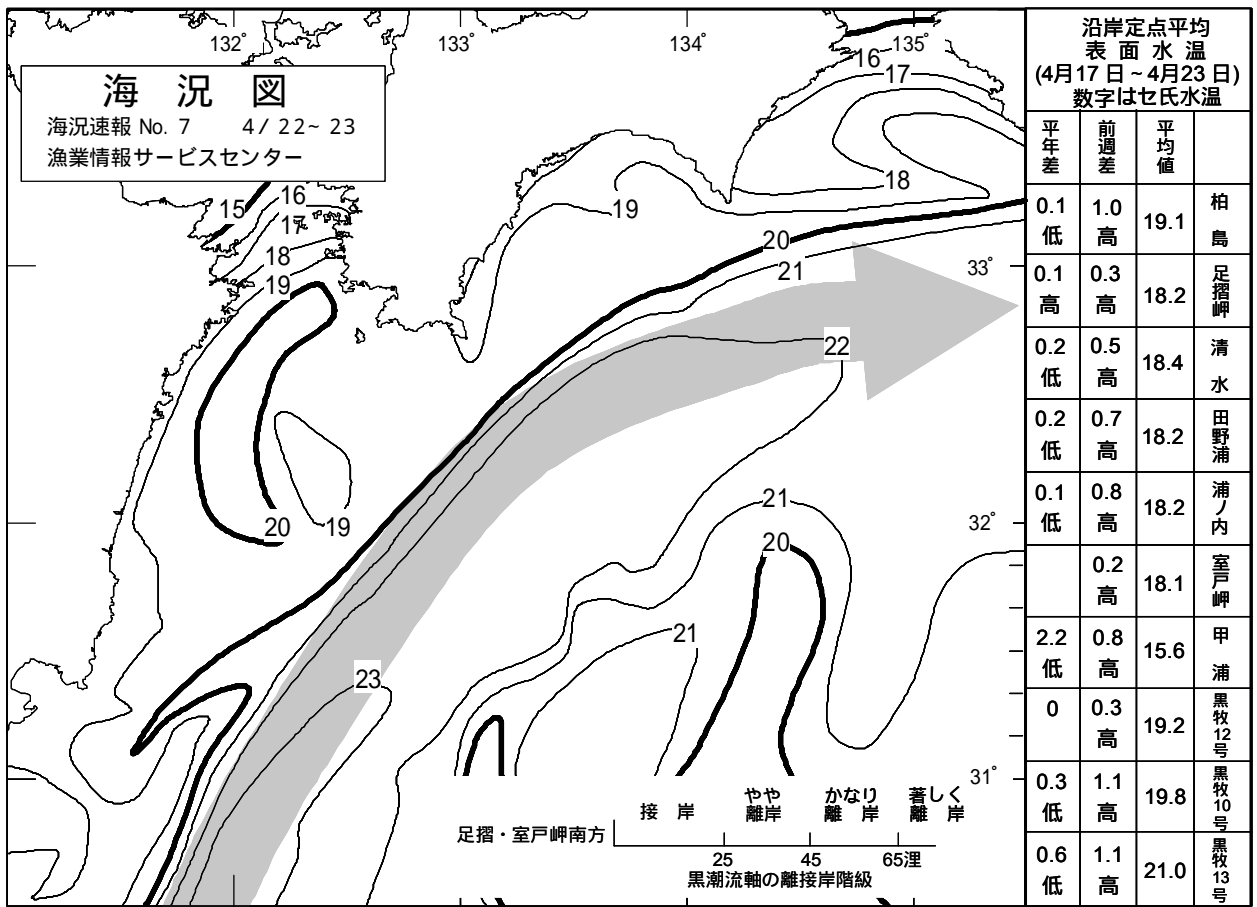 132°
133°
134°
135°
海 況 図
海況速報 No. 7 4/ 22~ 23
漁業情報サービスセンター
16
17
18
15
16
17
18
19
19
20
21
22
33°
20
19
21
20
21
32°
23
31°
接 岸
やや
離岸
かなり
離 岸
著しく
離 岸
足摺・室戸岬南方
25 45 65浬
黒潮流軸の離接岸階級
沿岸定点平均
表 面 水 温
(4月17 日 ~ 4月23 日)
数字はセ氏水温
平年差 前週差 平均値
0.1低 1.0高 19.1 柏島
0.1高 0.3高 18.2 足摺岬
0.2低 0.5高 18.4 清水
0.2低 0.7高 18.2 田野浦
0.1低 0.8高 18.2 浦ノ内
0.2高 18.1 室戸岬
2.2低 0.8高 15.6 甲浦
0 0.3高 19.2 黒牧12号
0.3低 1.1高 19.8 黒牧10号
0.6低 1.1高 21.0 黒牧13号